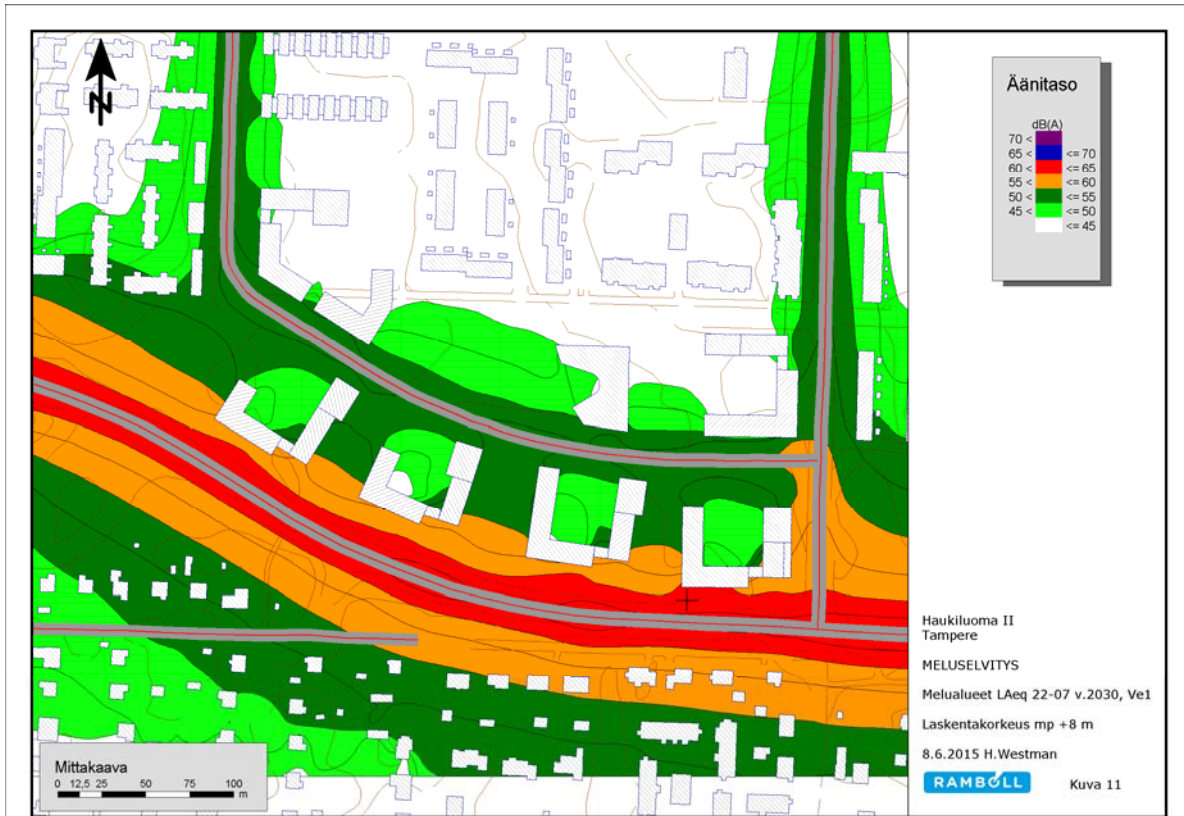 N
Äänitaso
dB(A)
70 <
65 < <= 70
60 < <= 65
55 < <= 60
50 < <= 55
45 < <= 50
<= 45
Haukiluoma II
Tampere
MELUSELVITYS
Melualueet LAeq 22-07 v.2030, Ve1
Laskentakorkeus mp +8 m
8.6.2015 H.Westman
RAMBOLL Kuva 11
Mittakaava
0 12,5 25 50 75 100
m